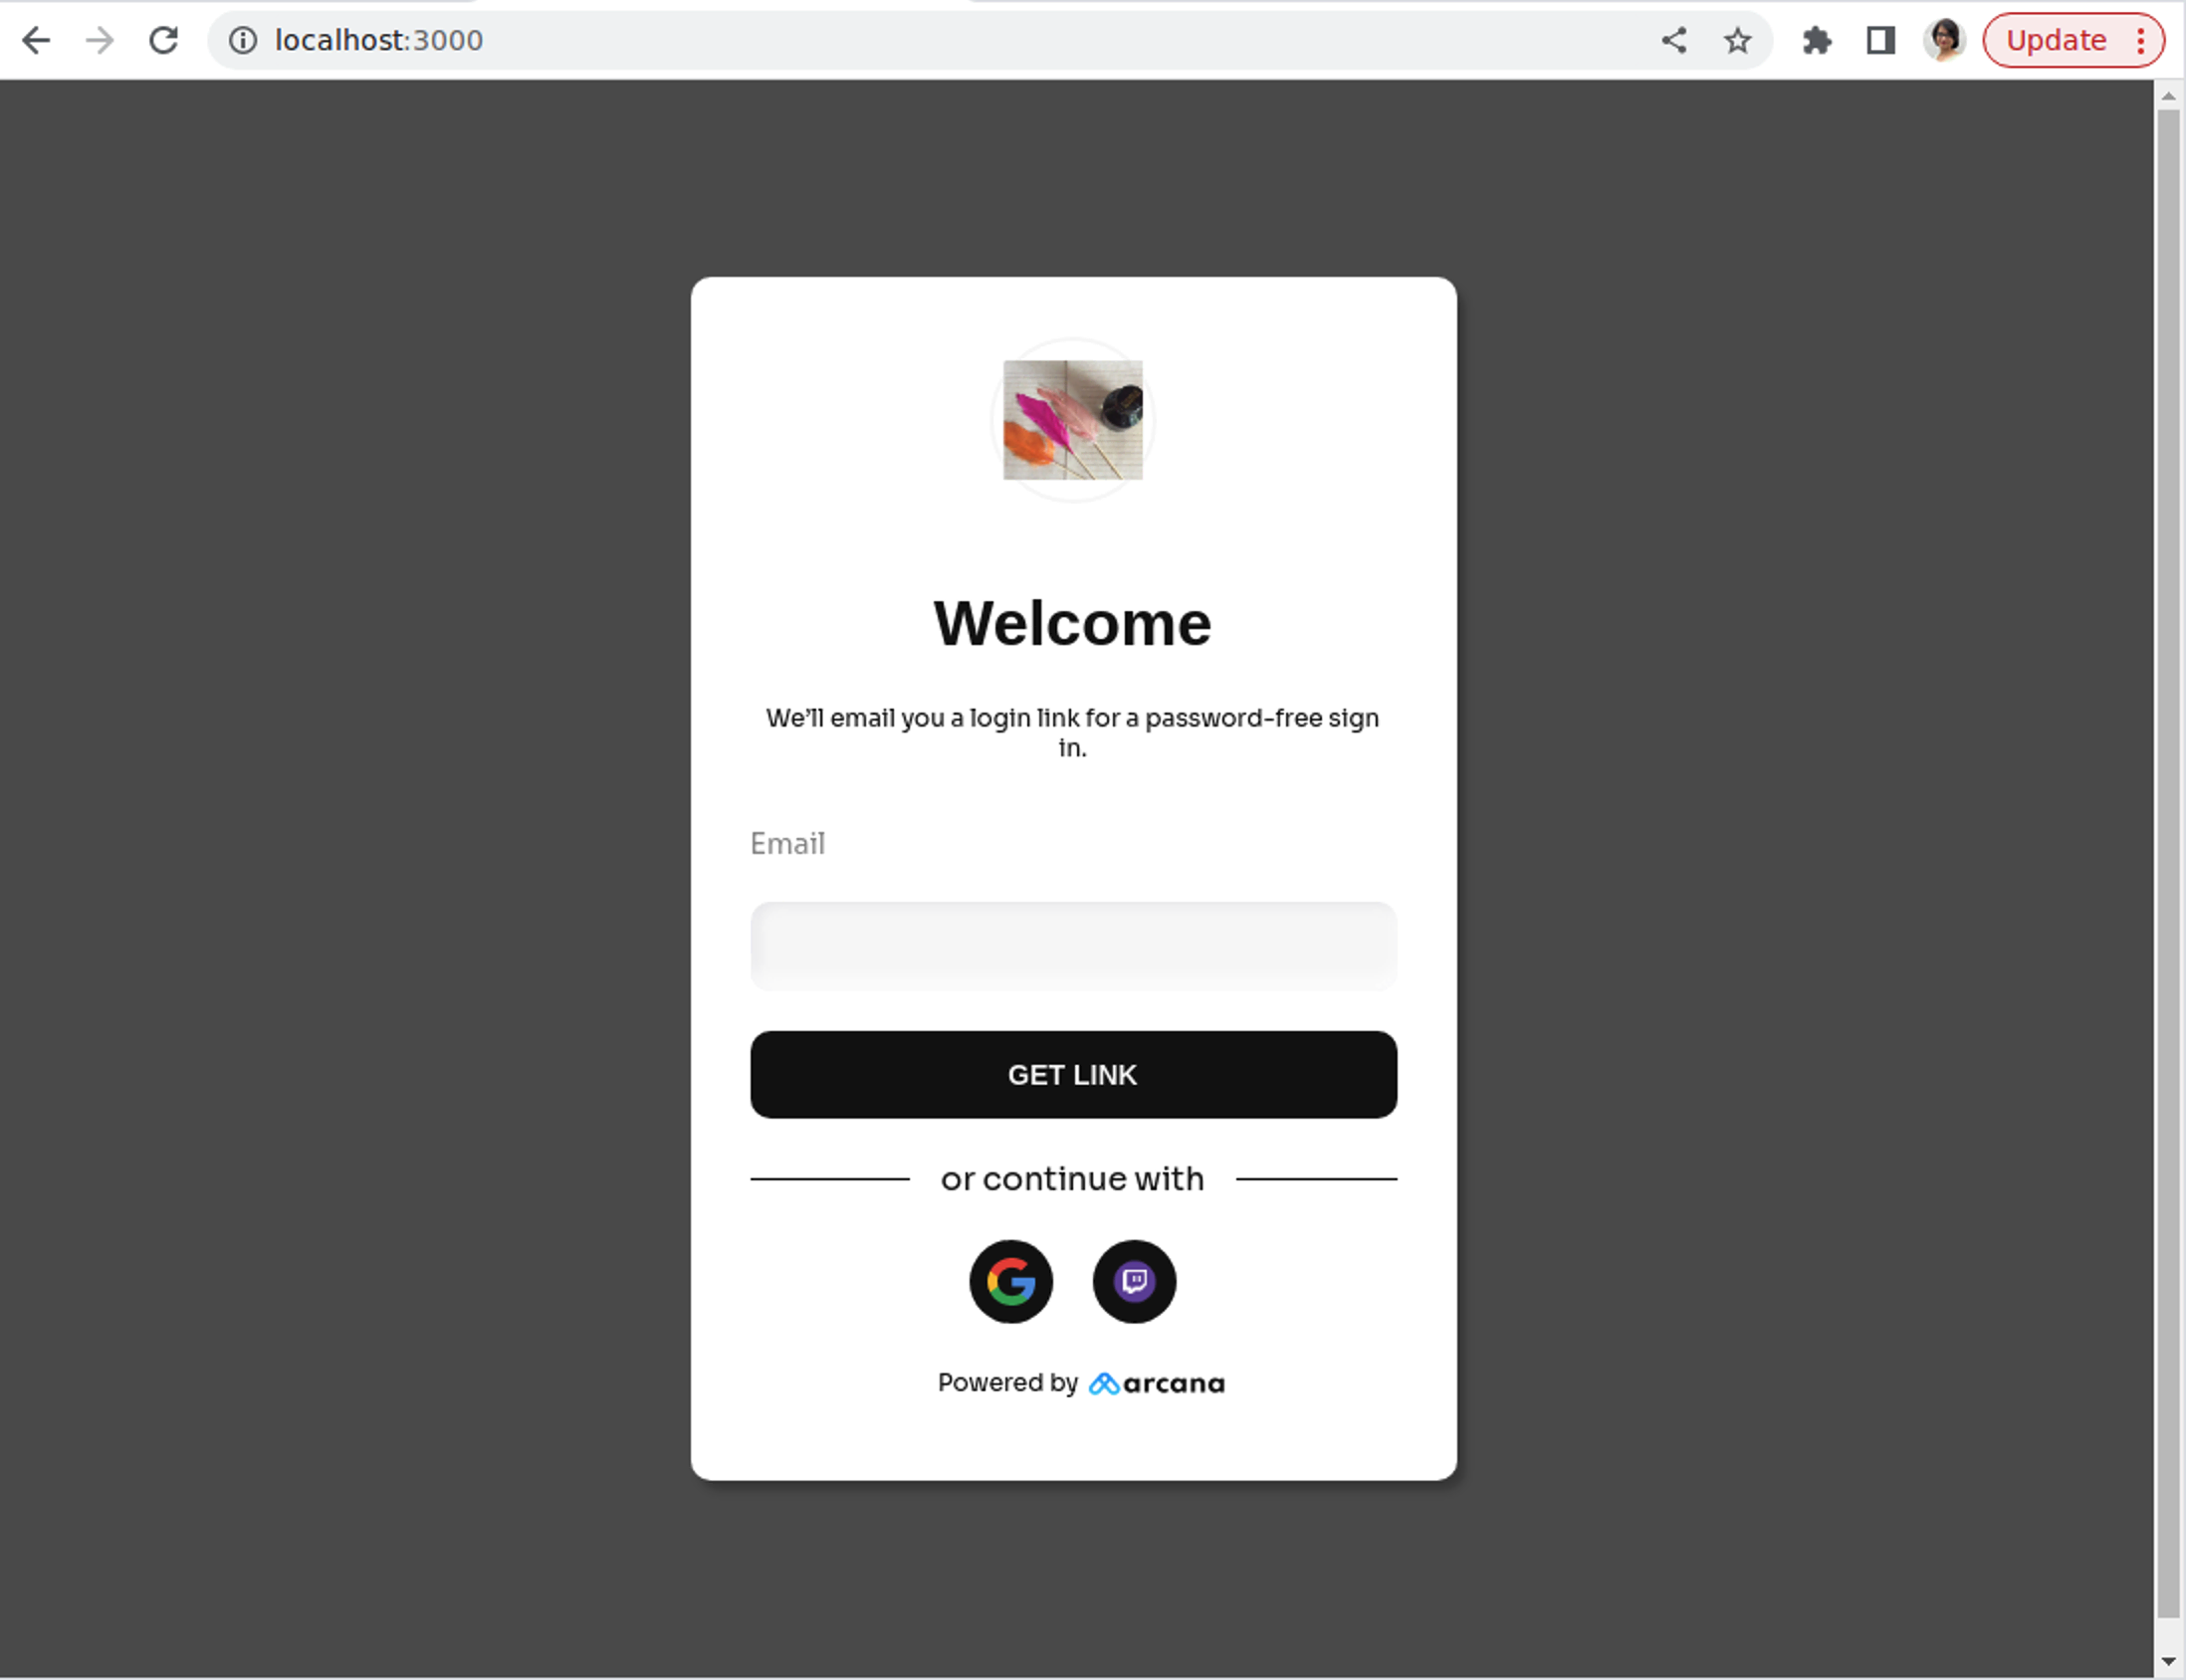 localhost:3000
Update
Welcome
We’ll email you a login link for a password-free sign
in.
Email
GET LINK
or continue with
Powered by arcana